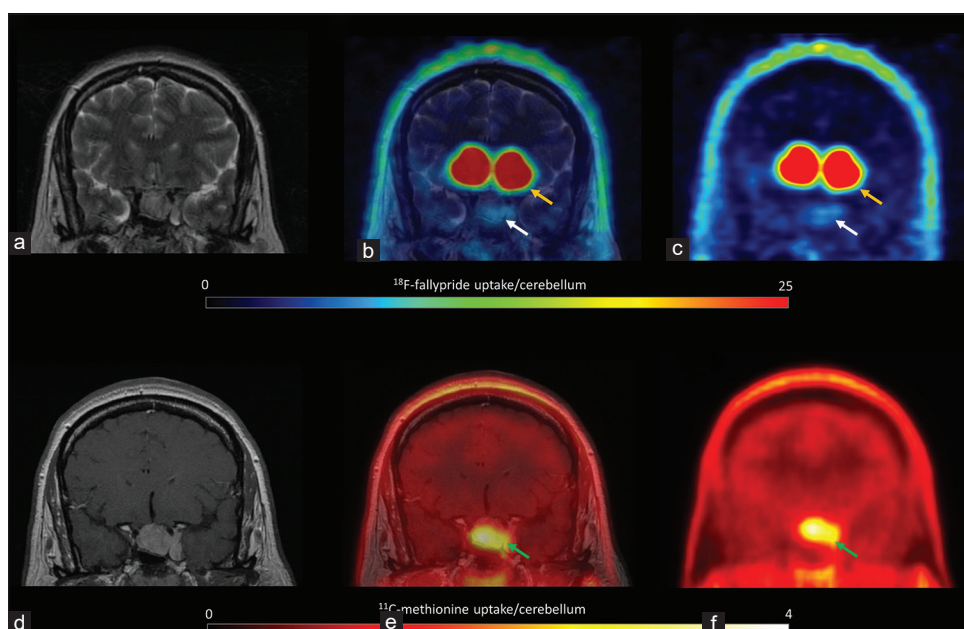 a
b
c
0 ¹⁸F-fallypride uptake/cerebellum 25
0 ¹¹C-methionine uptake/cerebellum 4
d
e
f